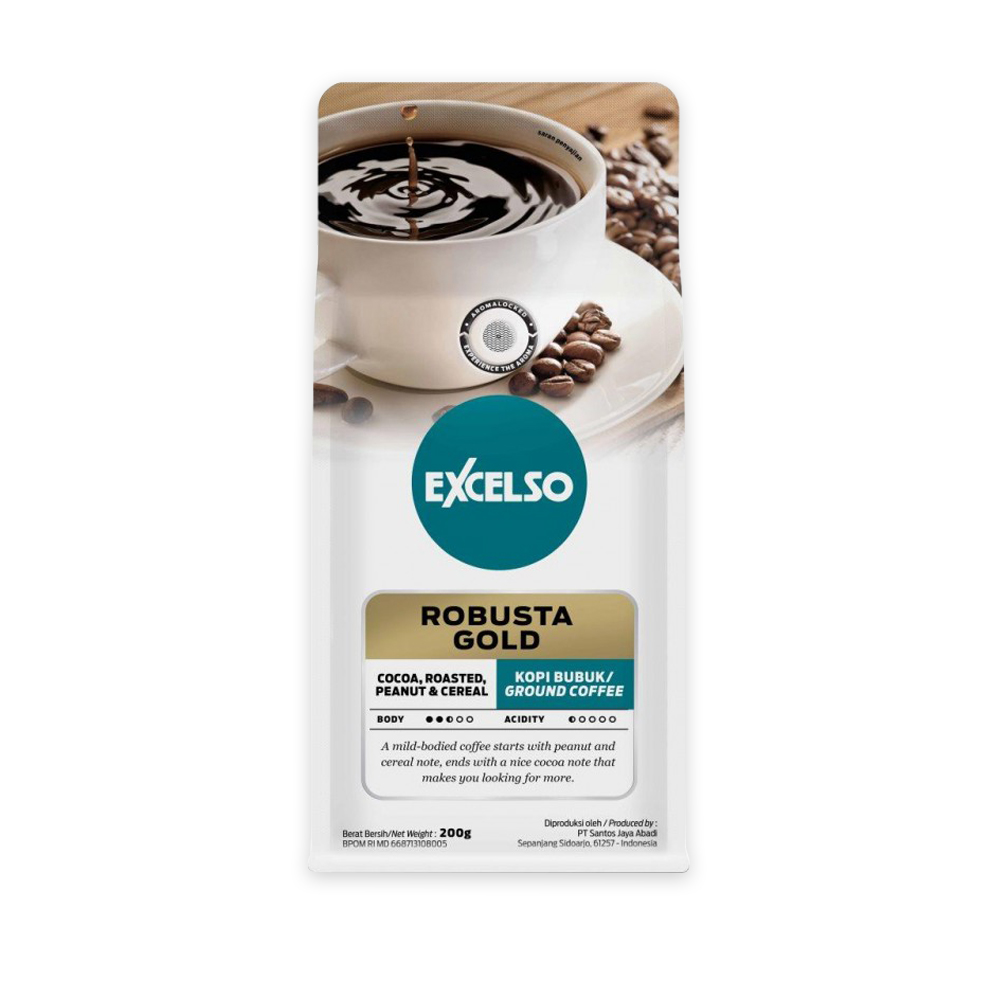 saran penyajian
AROMALOCKED
EXPERIENCE THE AROMA
EXCELSO
ROBUSTA
GOLD
COCOA, ROASTED,
PEANUT & CEREAL
KOPI BUBUK/
GROUND COFFEE
BODY
ACIDITY
A mild-bodied coffee starts with peanut and
cereal note, ends with a nice cocoa note that
makes you looking for more.
Berat Bersih/Net Weight : 200g
BPOM RI MD 668713108005
Diproduksi oleh / Produced by :
PT Santos Jaya Abadi
Sepanjang Sidoarjo, 61257 - Indonesia